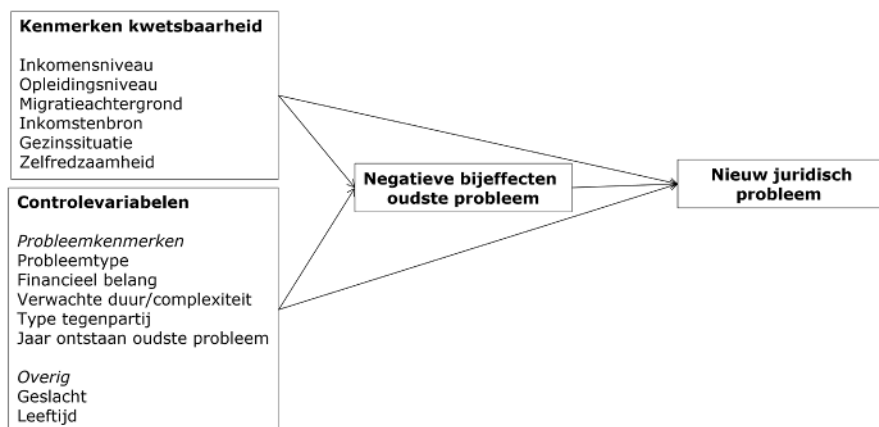 Kenmerken kwetsbaarheid
Inkomensniveau
Opleidingsniveau
Migratieachtergrond
Inkomstenbron
Gezinssituatie
Zelfredzaamheid
Controlevariabelen
Probleemkenmerken
Probleemtype
Financieel belang
Verwachte duur/complexiteit
Type tegenpartij
Jaar ontstaan oudste probleem
Overig
Geslacht
Leeftijd
Negatieve bijeffecten
oudste probleem
Nieuw juridisch
probleem